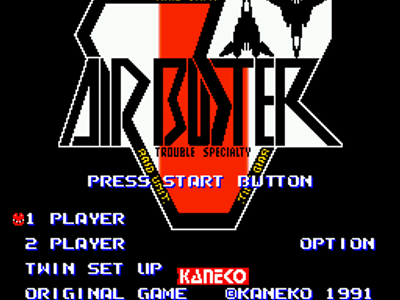 AIR BUSTER
TROUBLE SPECIALTY
RAID UNIT
PRESS START BUTTON
1 PLAYER
2 PLAYER
OPTION
TWIN SET UP
KANEKO
ORIGINAL GAME ©KANEKO 1991